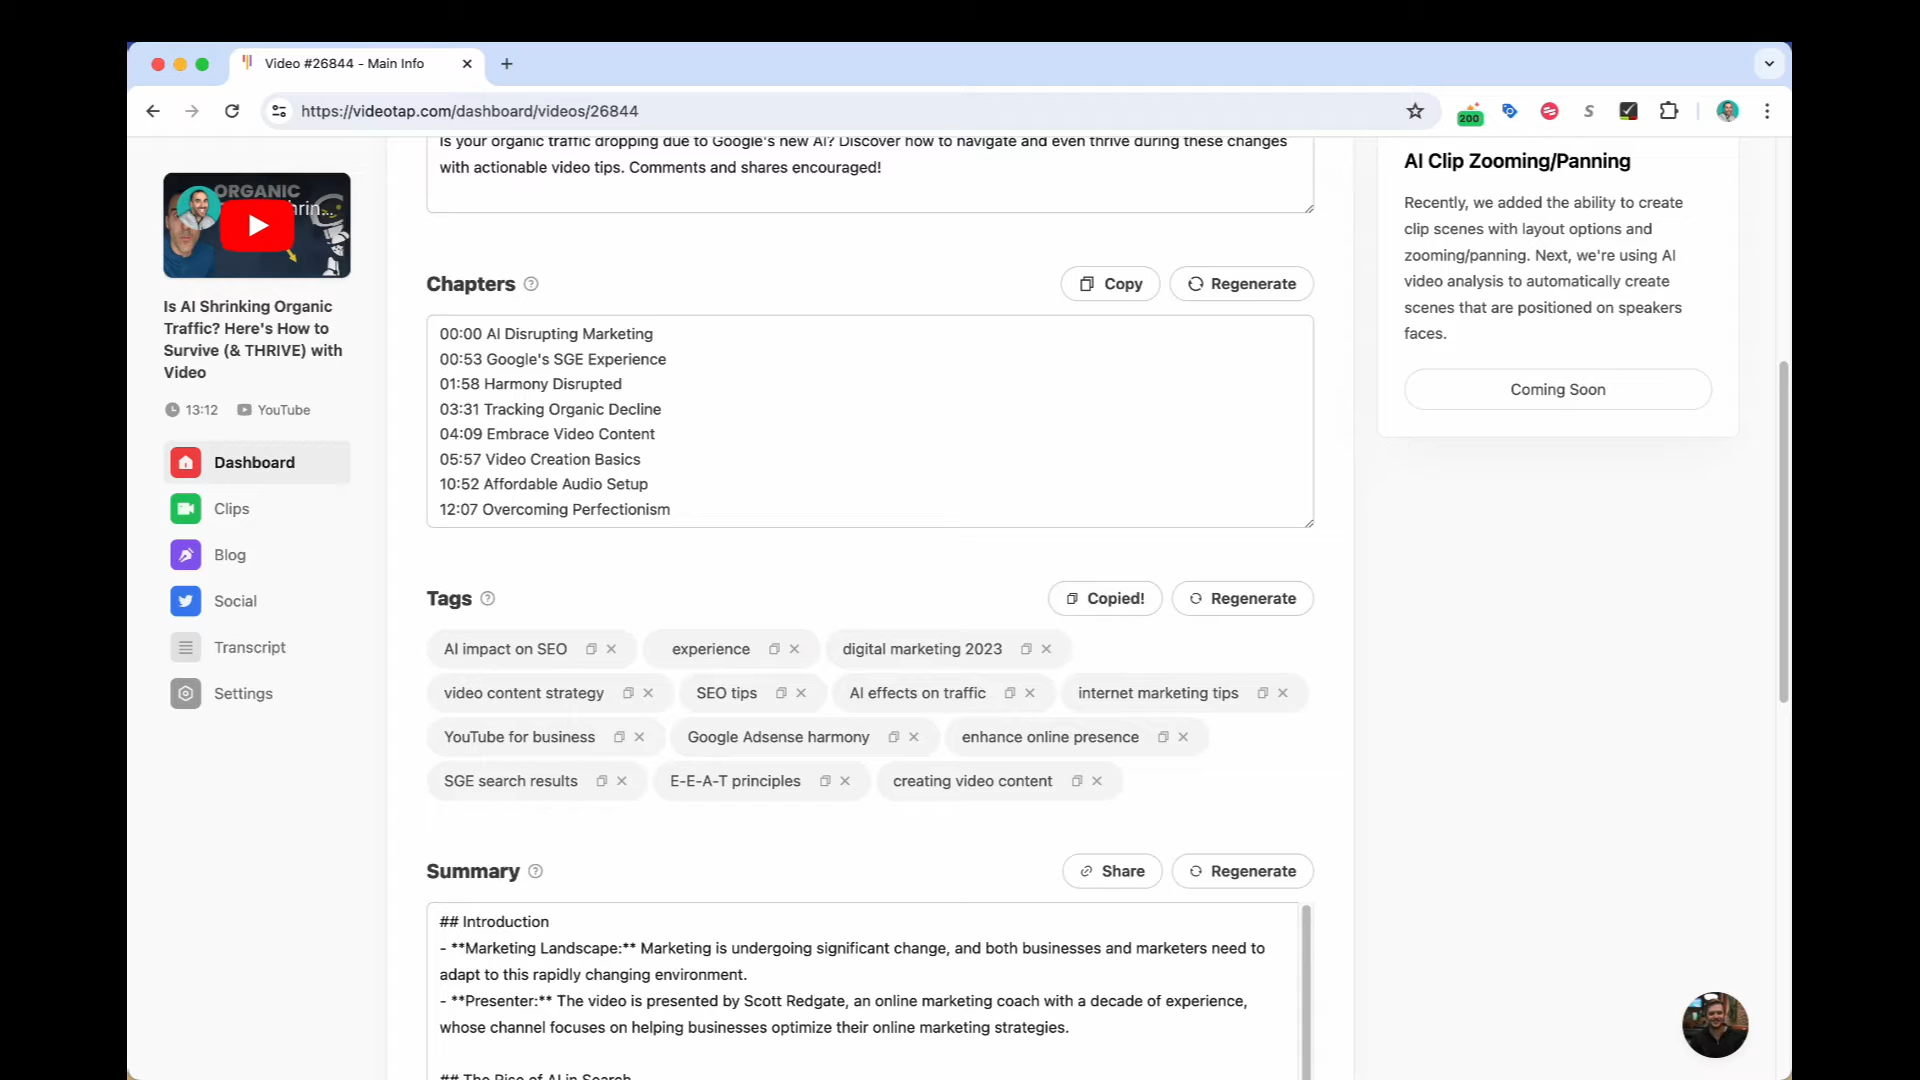 Video #26844 - Main Info
https://videotap.com/dashboard/videos/26844
200
S
ORGANIC
hrin...
Is AI Shrinking Organic
Traffic? Here's How to
Survive (& THRIVE) with
Video
13:12 YouTube
Dashboard
Clips
Blog
Social
Transcript
Settings
Is your organic traffic dropping due to Google's new AI? Discover how to navigate and even thrive during these changes
with actionable video tips. Comments and shares encouraged!
Chapters
Copy
Regenerate
00:00 AI Disrupting Marketing
00:53 Google's SGE Experience
01:58 Harmony Disrupted
03:31 Tracking Organic Decline
04:09 Embrace Video Content
05:57 Video Creation Basics
10:52 Affordable Audio Setup
12:07 Overcoming Perfectionism
Tags
Copied!
Regenerate
AI impact on SEO experience digital marketing 2023
video content strategy SEO tips AI effects on traffic internet marketing tips
YouTube for business Google Adsense harmony enhance online presence
SGE search results E-E-A-T principles creating video content
Summary
Share
Regenerate
## Introduction
- **Marketing Landscape:** Marketing is undergoing significant change, and both businesses and marketers need to
adapt to this rapidly changing environment.
- **Presenter:** The video is presented by Scott Redgate, an online marketing coach with a decade of experience,
whose channel focuses on helping businesses optimize their online marketing strategies.
## The Rise of AI in Search
AI Clip Zooming/Panning
Recently, we added the ability to create
clip scenes with layout options and
zooming/panning. Next, we're using AI
video analysis to automatically create
scenes that are positioned on speakers
faces.
Coming Soon